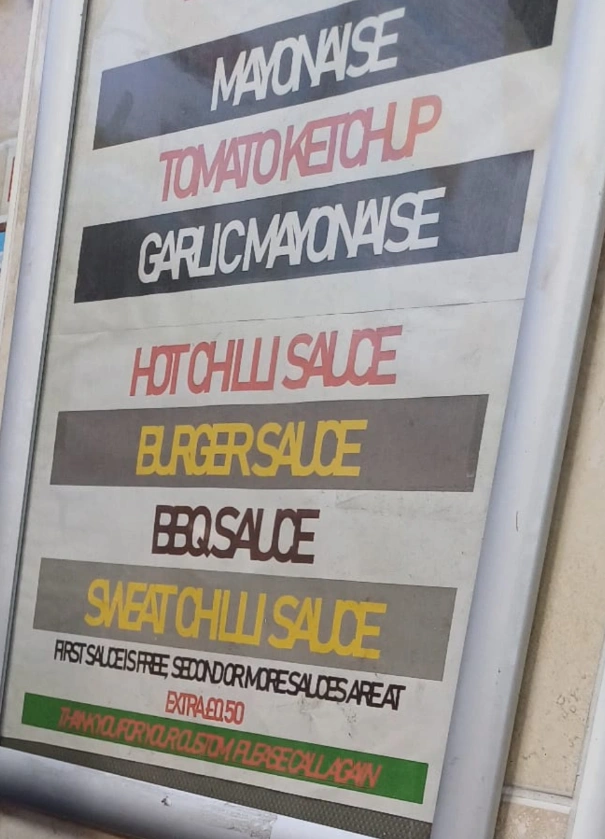 MAYONAISE
TOMATO KETCHUP
GARLIC MAYONAISE
HOT CHILLI SAUCE
BURGER SAUCE
BBQ SAUCE
SWEAT CHILLI SAUCE
FIRST SAUCE IS FREE, SECOND OR MORE SAUCES ARE AT
EXTRA £0.50
THANK YOU FOR YOUR CUSTOM, PLEASE CALL AGAIN